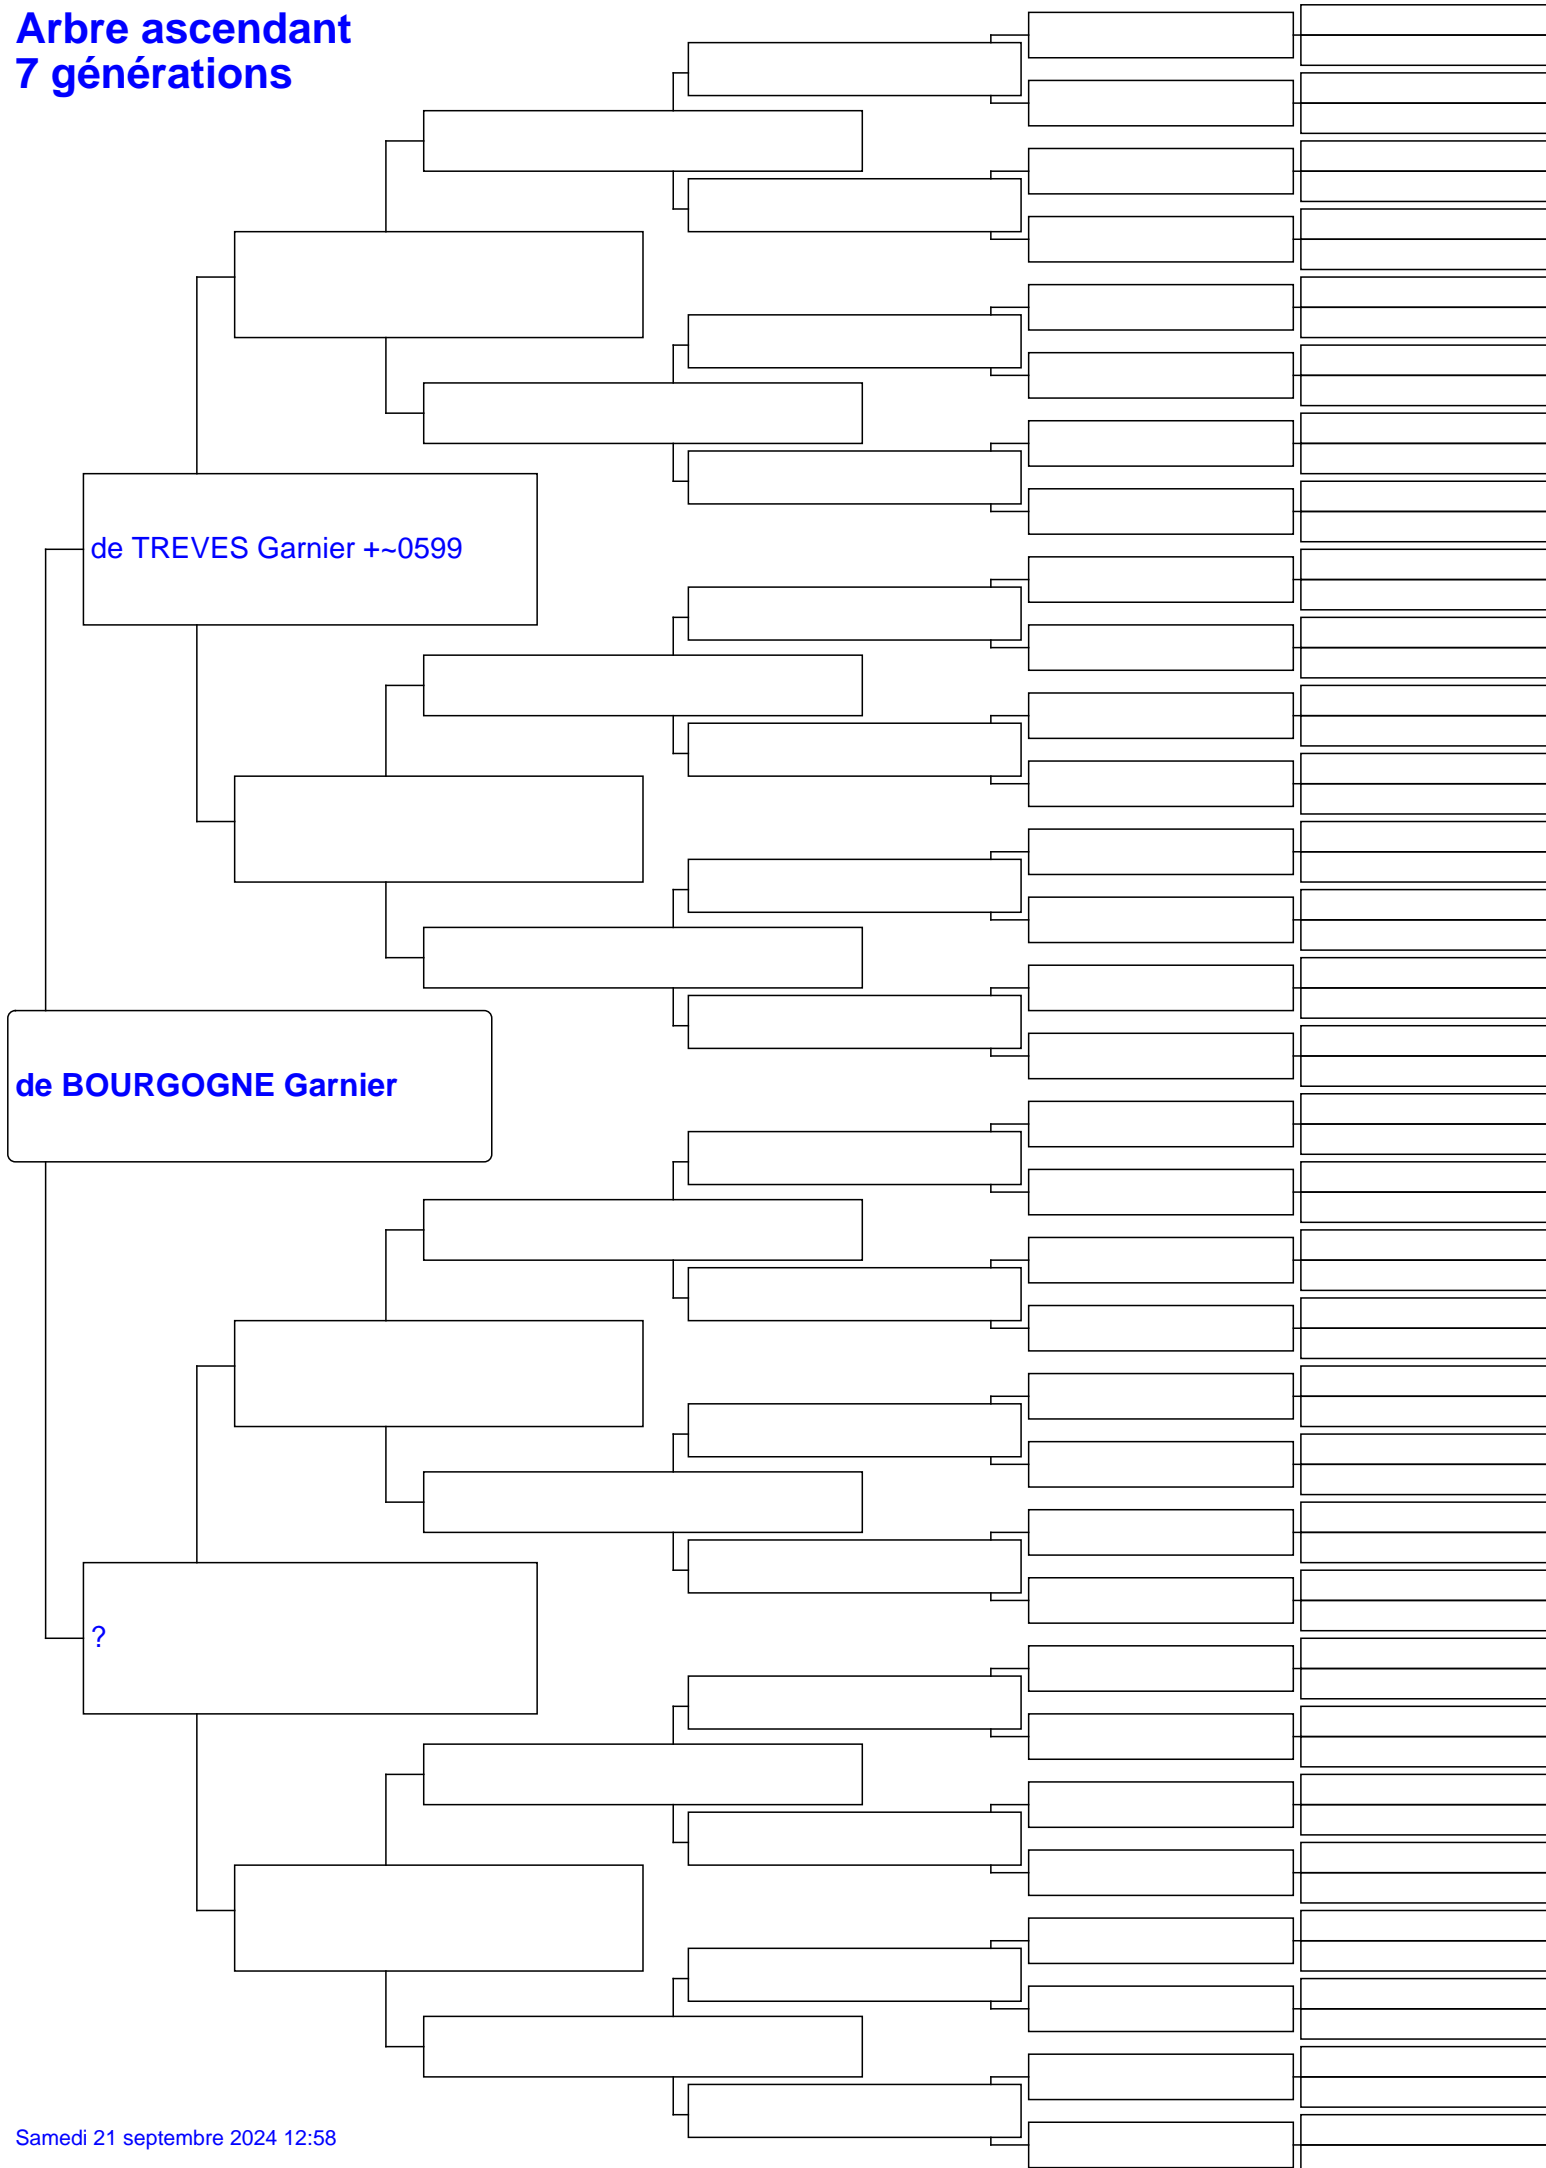 Arbre ascendant
7 générations
de TREVES Garnier +~0599
de BOURGOGNE Garnier
?
Samedi 21 septembre 2024 12:58